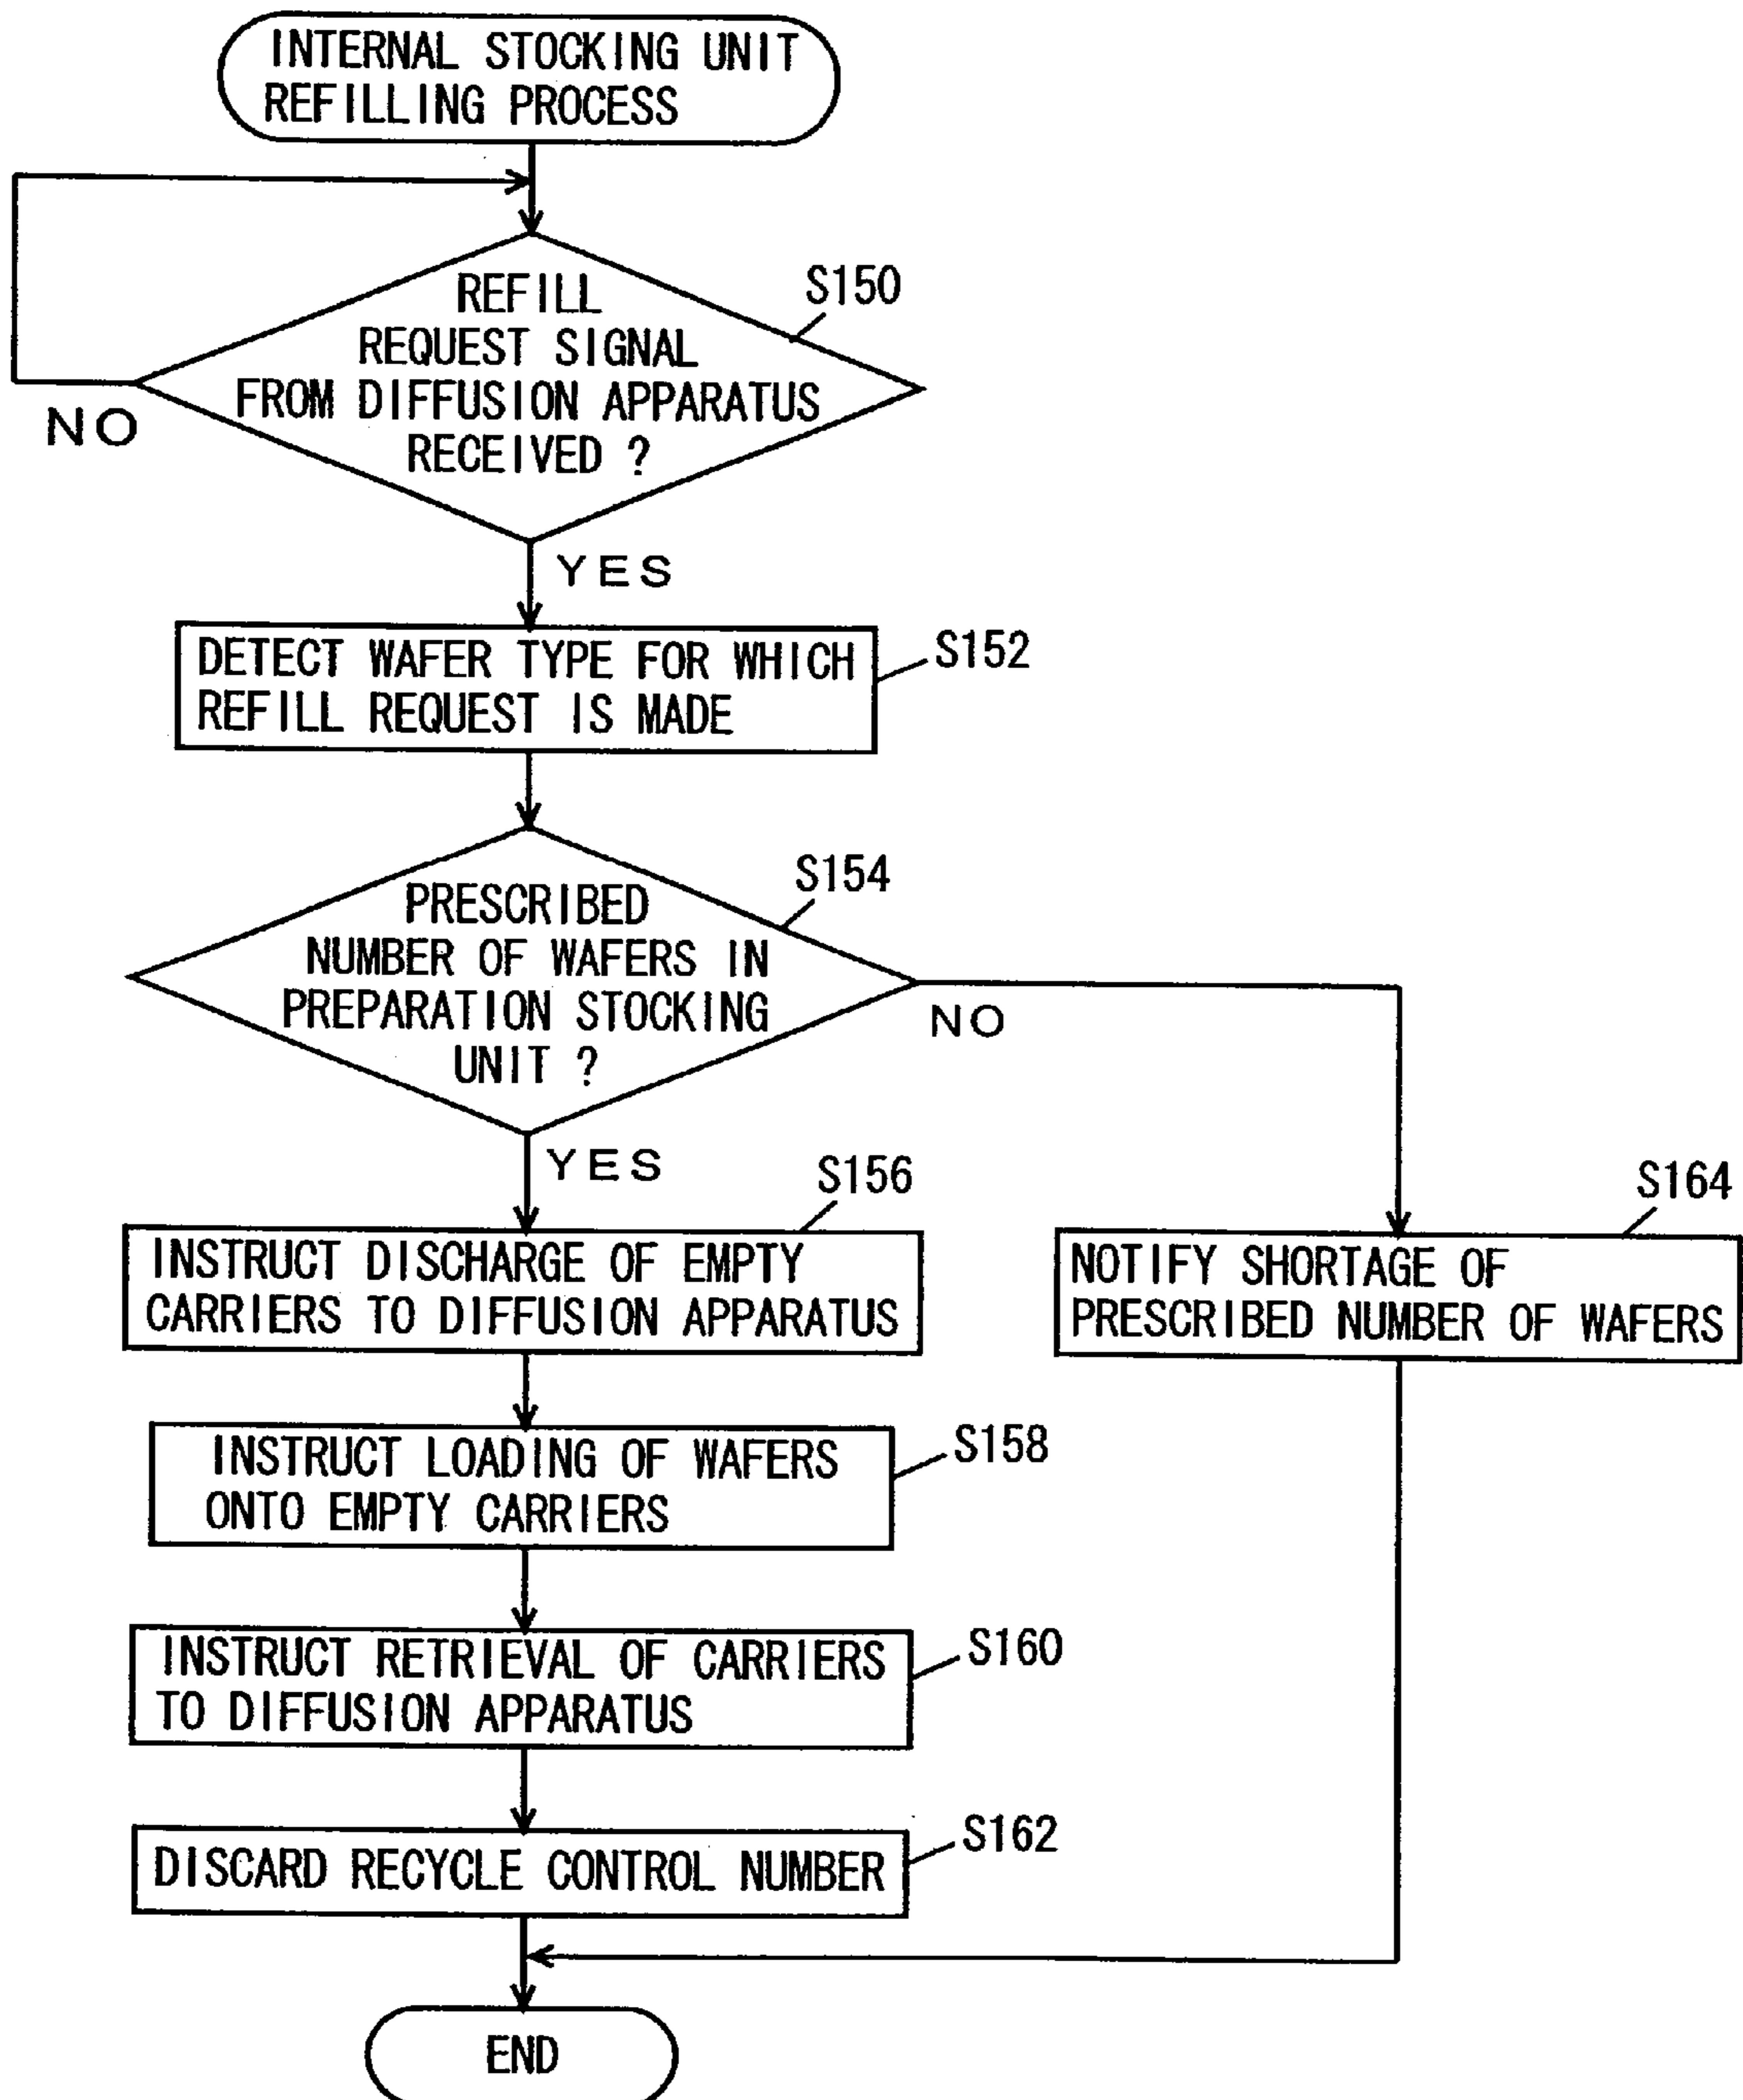 INTERNAL STOCKING UNIT
REFILLING PROCESS
S150
REFILL
REQUEST SIGNAL
FROM DIFFUSION APPARATUS
RECEIVED ?
NO
YES
DETECT WAFER TYPE FOR WHICH
REFILL REQUEST IS MADE
S152
S154
PRESCRIBED
NUMBER OF WAFERS IN
PREPARATION STOCKING
UNIT ?
NO
YES
S156
INSTRUCT DISCHARGE OF EMPTY
CARRIERS TO DIFFUSION APPARATUS
S164
NOTIFY SHORTAGE OF
PRESCRIBED NUMBER OF WAFERS
INSTRUCT LOADING OF WAFERS
ONTO EMPTY CARRIERS
S158
INSTRUCT RETRIEVAL OF CARRIERS
TO DIFFUSION APPARATUS
S160
DISCARD RECYCLE CONTROL NUMBER
S162
END